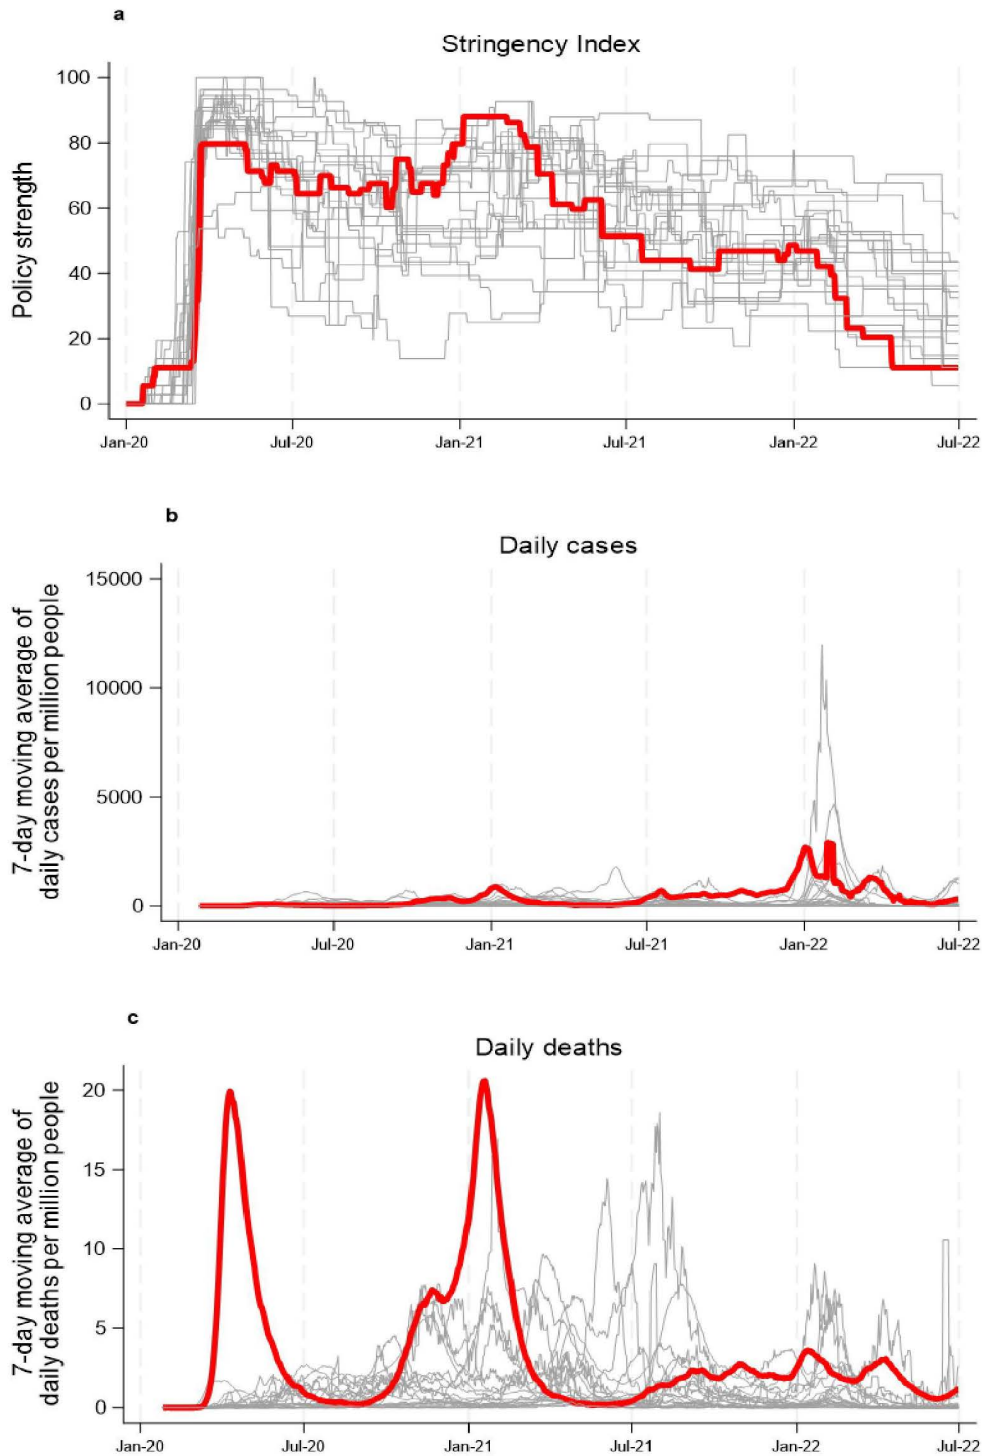 a
Stringency Index
Policy strength
100
80
60
40
20
0
Jan-20 Jul-20 Jan-21 Jul-21 Jan-22 Jul-22
b
Daily cases
7-day moving average of
daily cases per million people
15000
10000
5000
0
Jan-20 Jul-20 Jan-21 Jul-21 Jan-22 Jul-22
c
Daily deaths
7-day moving average of
daily deaths per million people
20
15
10
5
0
Jan-20 Jul-20 Jan-21 Jul-21 Jan-22 Jul-22